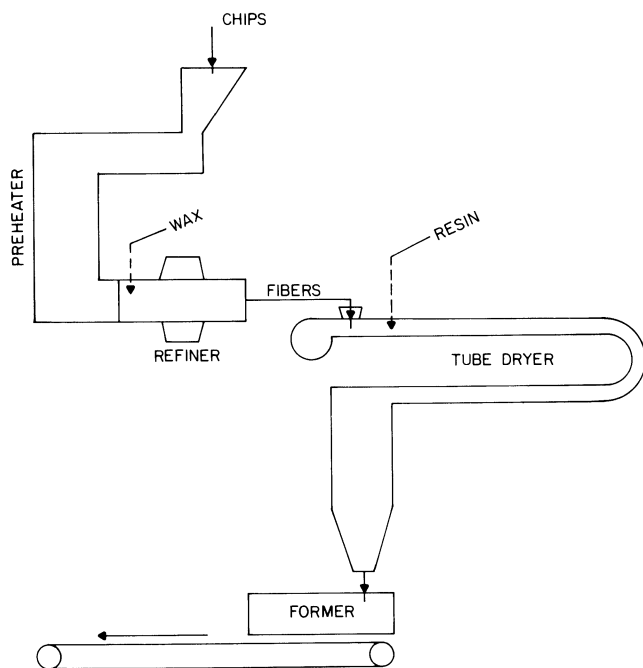 CHIPS
PREHEATER
WAX
RESIN
FIBERS
REFINER
TUBE DRYER
FORMER